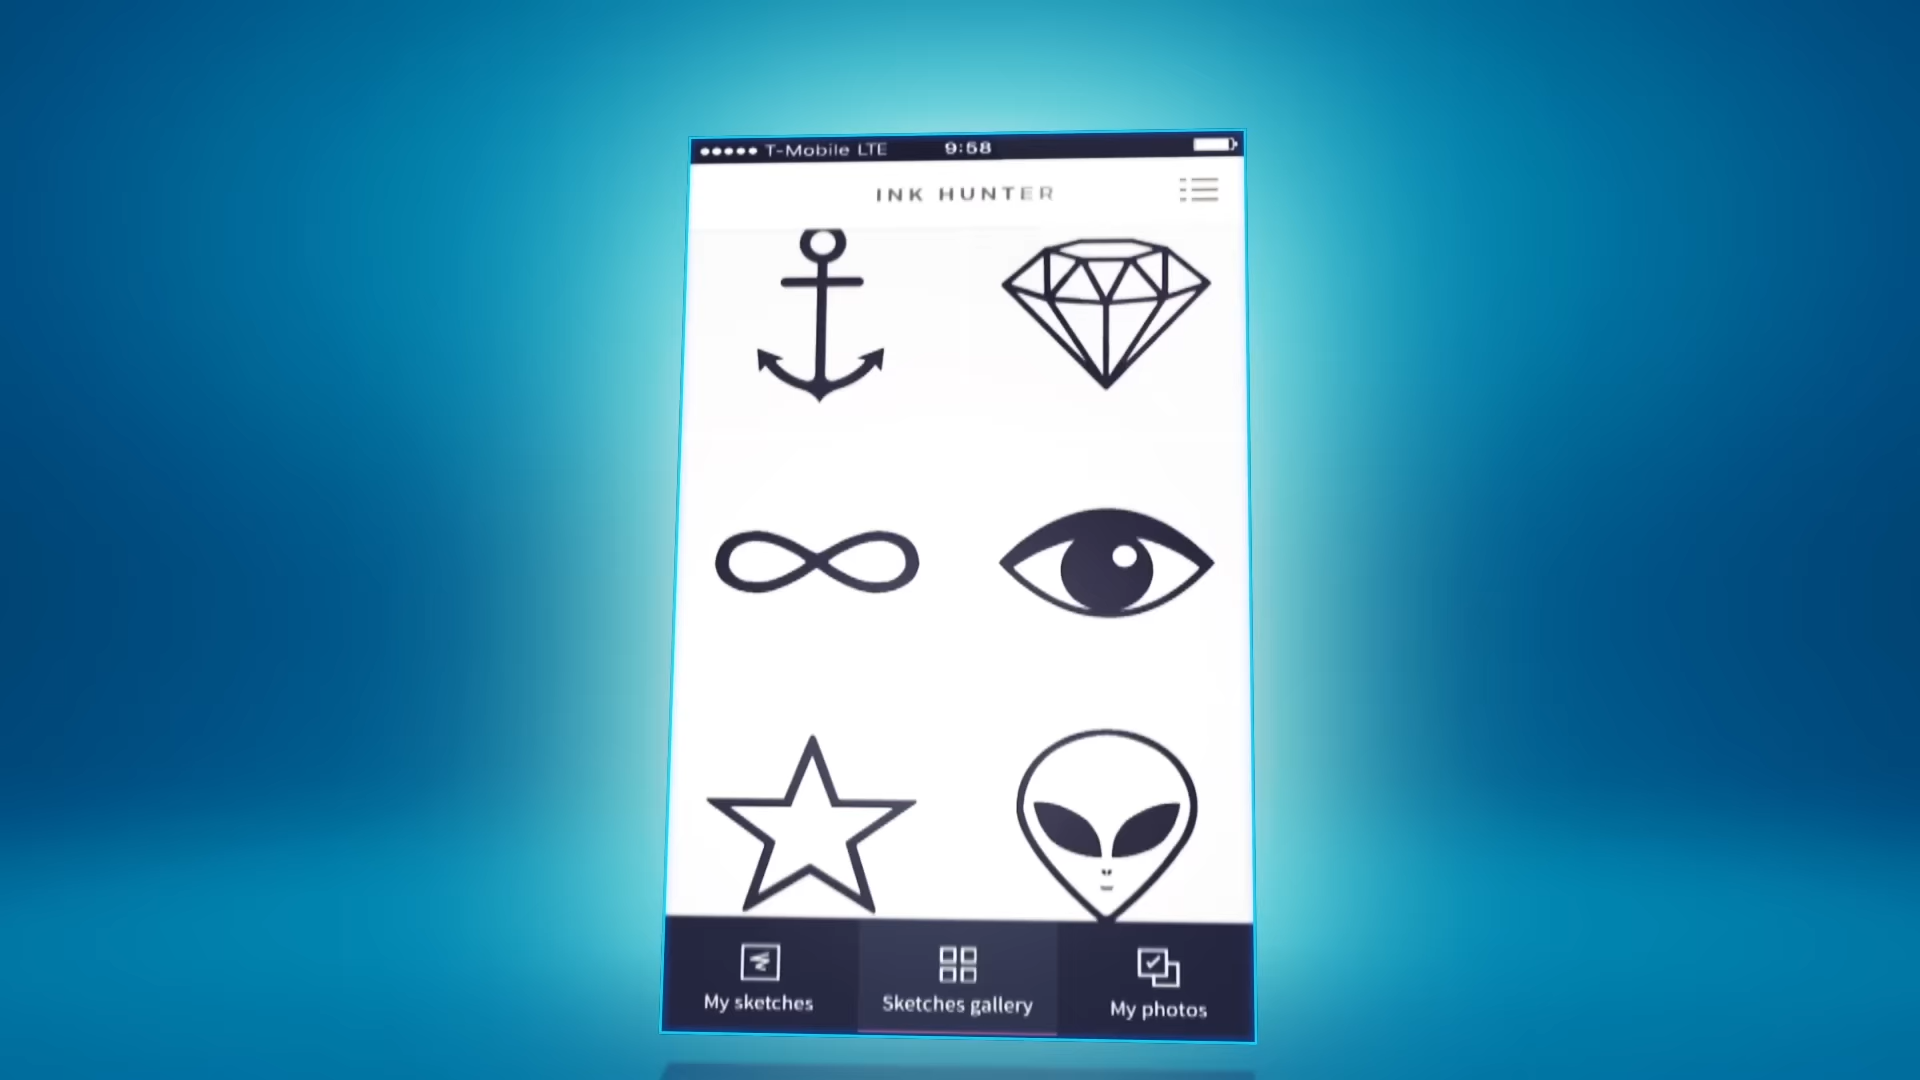 T-Mobile LTE 9:58
INK HUNTER
My sketches
Sketches gallery
My photos